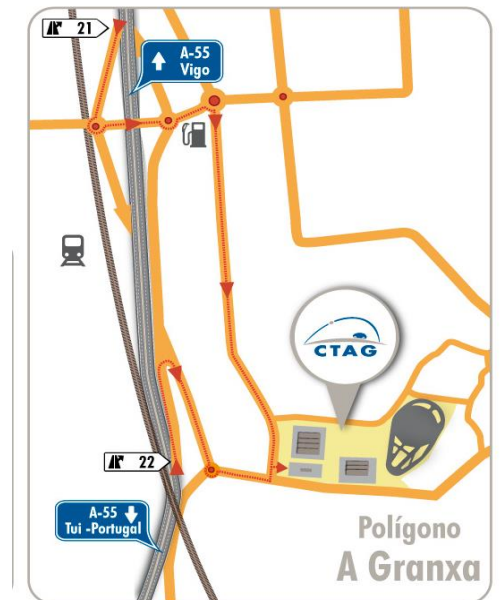 21
A-55
Vigo
CTAG
22
A-55
Tui -Portugal
Polígono
A Granxa